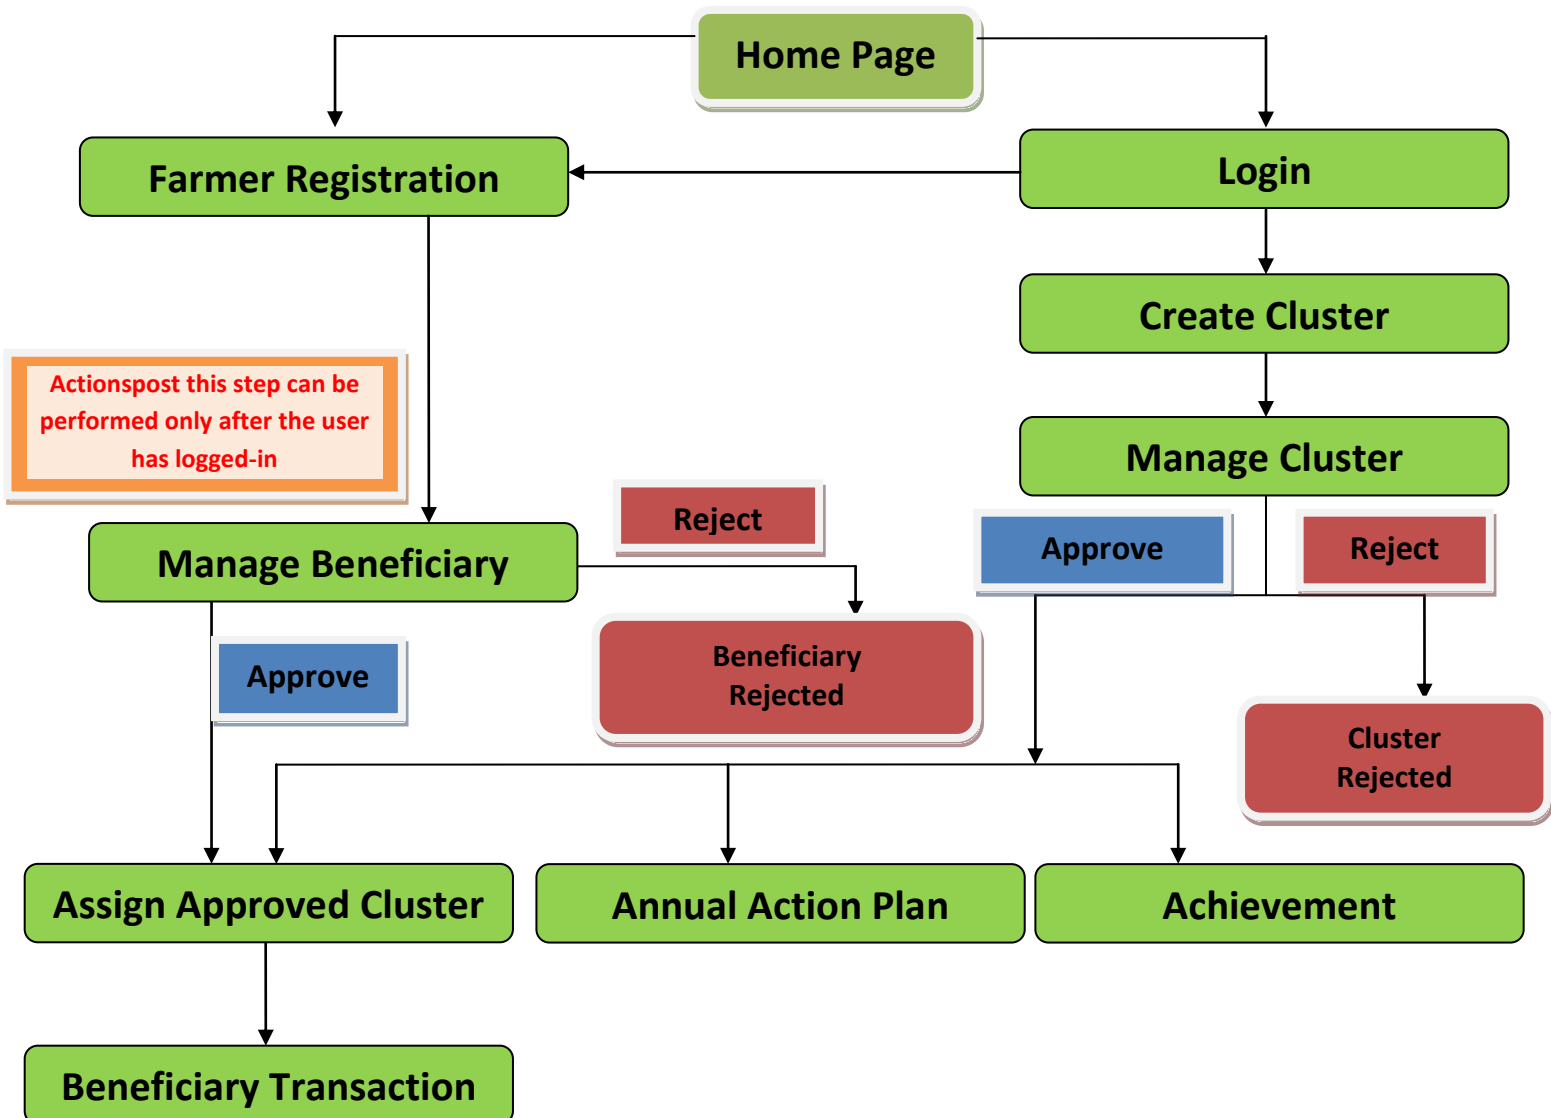 Home Page
Farmer Registration
Login
Create Cluster
Actionspost this step can be
performed only after the user
has logged-in
Manage Cluster
Reject
Approve
Reject
Manage Beneficiary
Approve
Beneficiary
Rejected
Cluster
Rejected
Assign Approved Cluster
Annual Action Plan
Achievement
Beneficiary Transaction